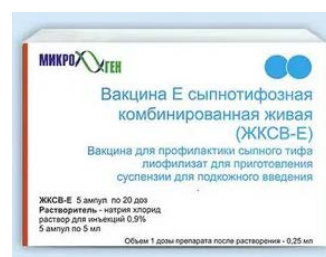 МИКРОГЕН
Вакцина Е сыпнотифозная
комбинированная живая
(ЖКСВ-Е)
Вакцина для профилактики сыпного тифа
лиофилизат для приготовления
суспензии для подкожного введения
ЖКСВ-Е 5 ампул по 20 доз
Растворитель - натрия хлорид
раствор для инъекций 0,9%
5 ампул по 5 мл
Объем 1 дозы препарата после растворения - 0,25 мл